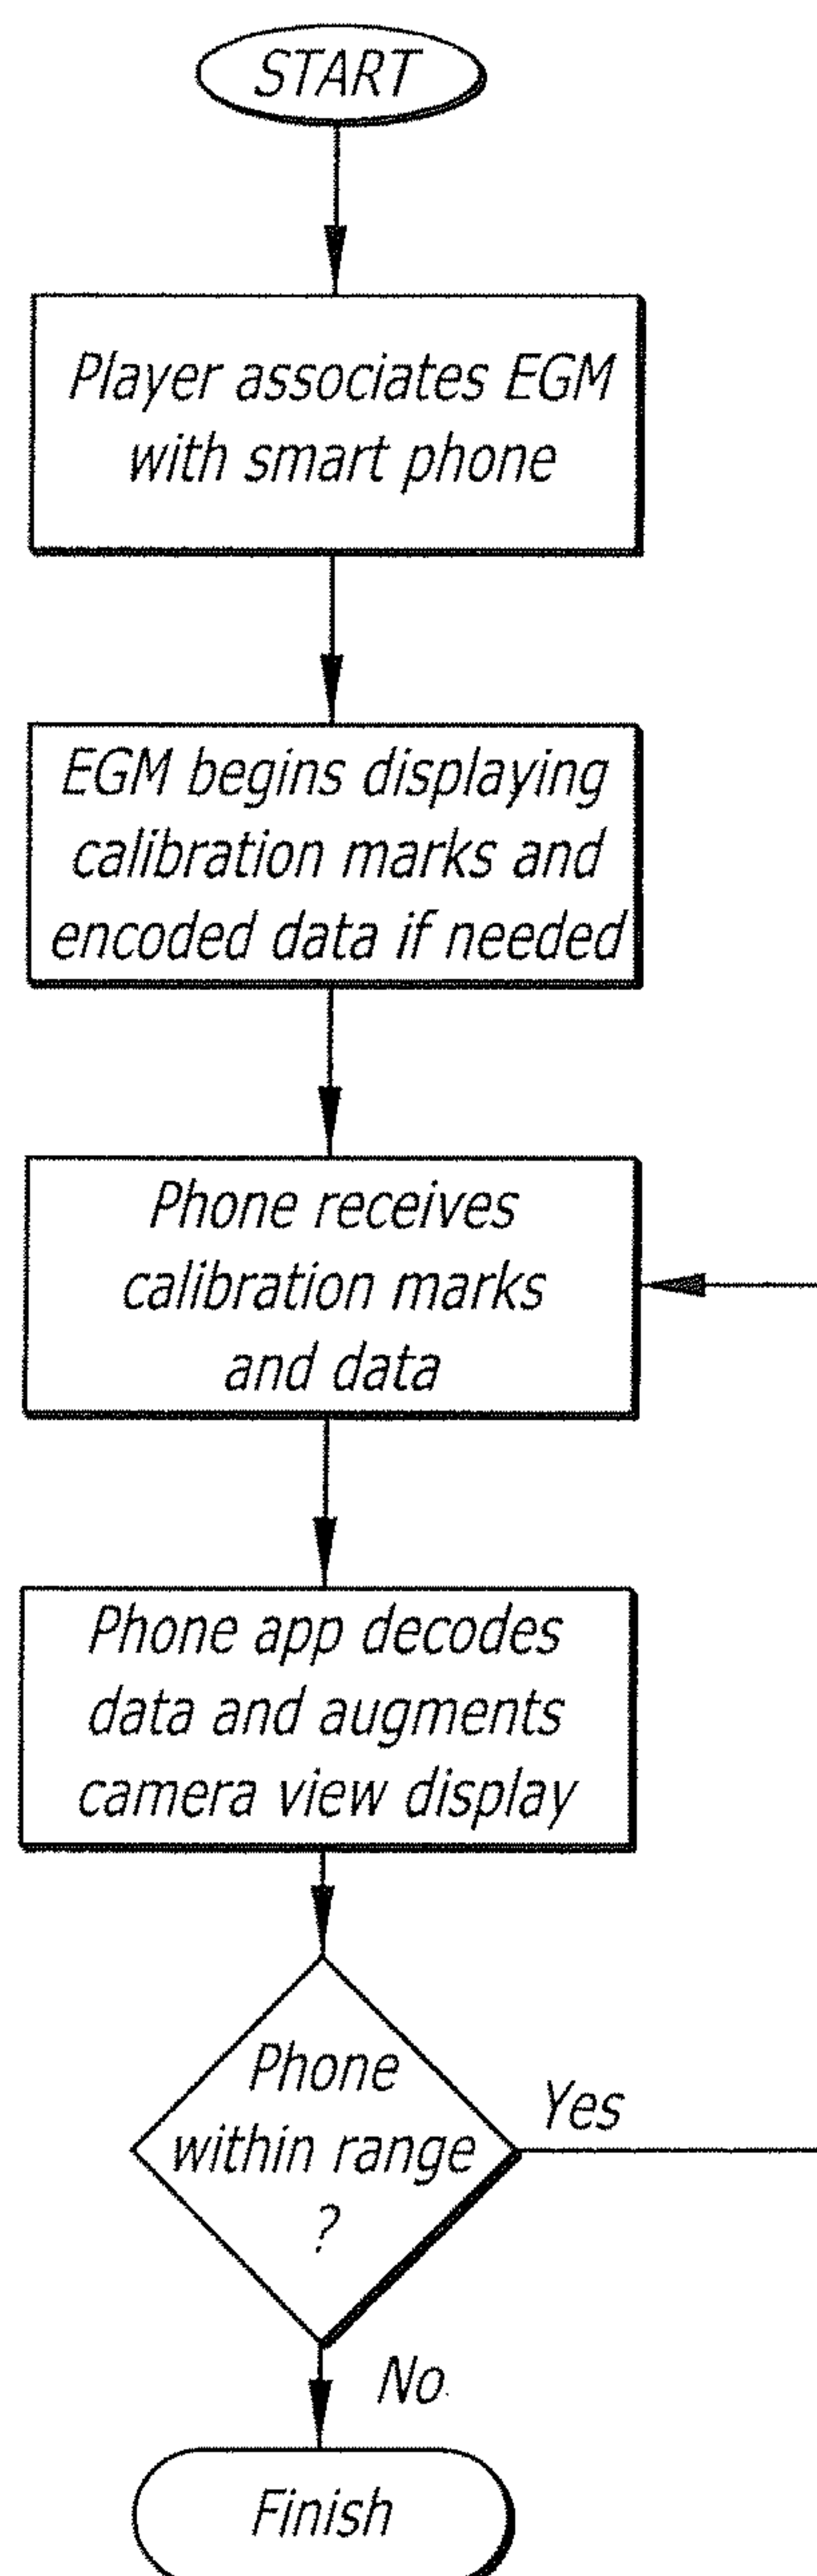 START
Player associates EGM
with smart phone
EGM begins displaying
calibration marks and
encoded data if needed
Phone receives
calibration marks
and data
Phone app decodes
data and augments
camera view display
Phone
within range
?
Yes
No
Finish